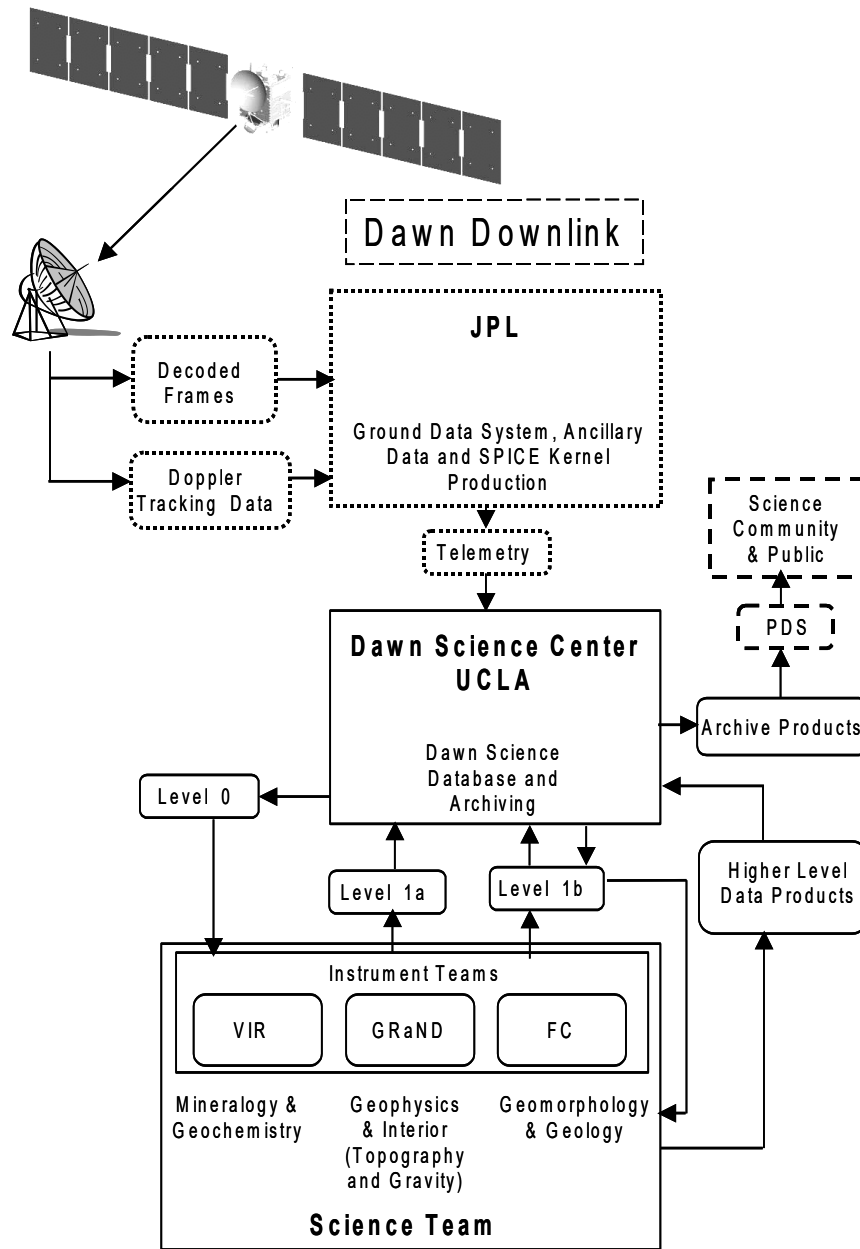 Dawn Downlink
JPL
Ground Data System, Ancillary
Data and SPICE Kernel
Production
Decoded
Frames
Doppler
Tracking Data
Telemetry
Science
Community
& Public
PDS
Archive Products
Dawn Science Center
UCLA
Dawn Science
Database and
Archiving
Level 0
Level 1a
Level 1b
Higher Level
Data Products
Instrument Teams
VIR
GRaND
FC
Mineralogy &
Geochemistry
Geophysics
& Interior
(Topography
and Gravity)
Geomorphology
& Geology
Science Team